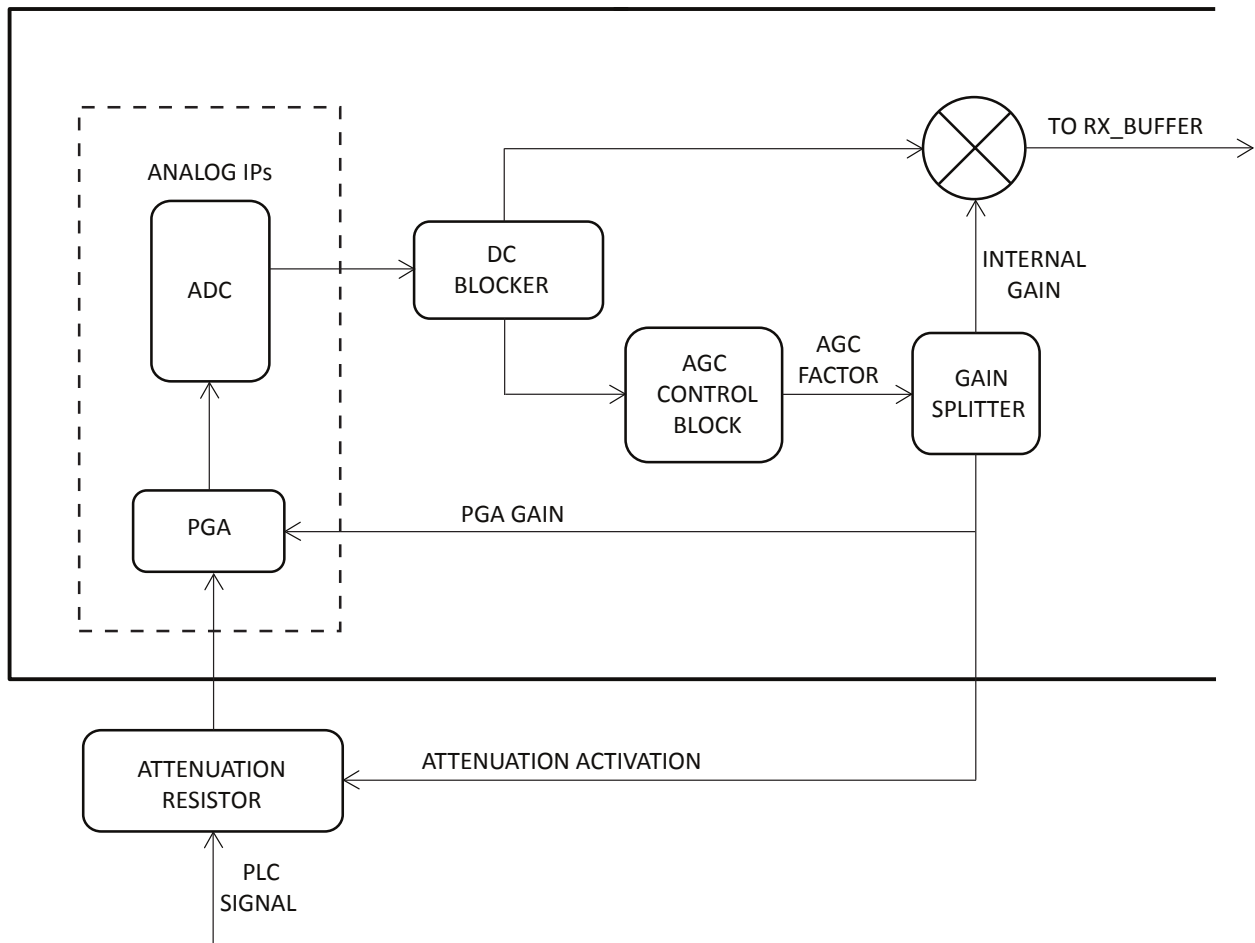 TO RX_BUFFER
ANALOG IPs
ADC
DC
BLOCKER
INTERNAL
GAIN
AGC
CONTROL
BLOCK
AGC
FACTOR
GAIN
SPLITTER
PGA
PGA GAIN
ATTENUATION
RESISTOR
ATTENUATION ACTIVATION
PLC
SIGNAL